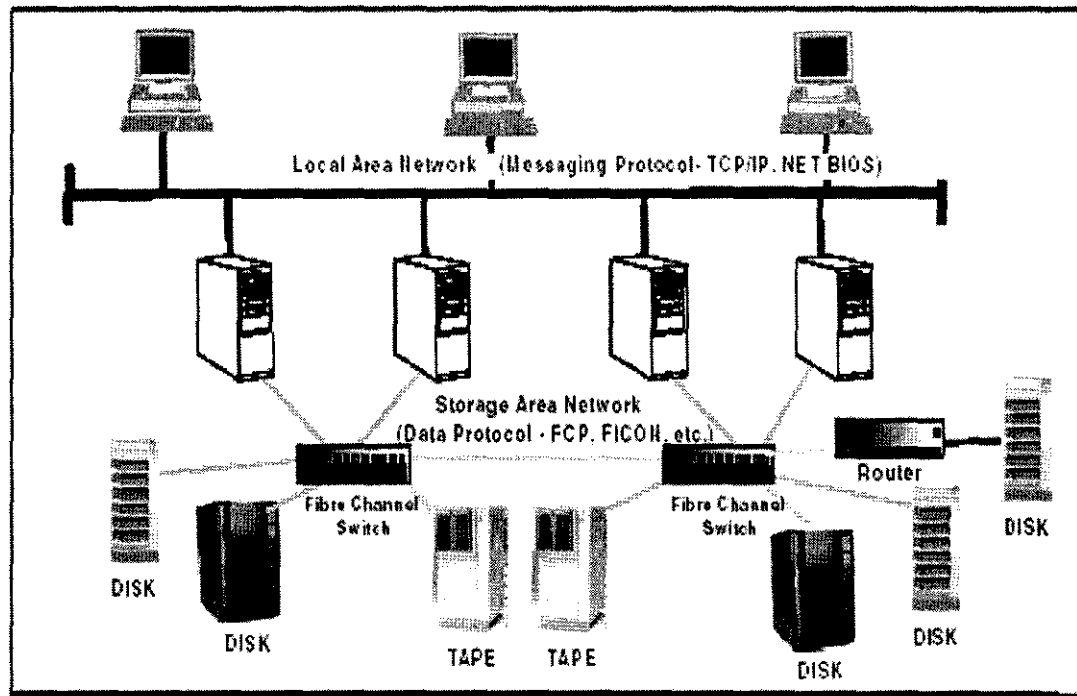 Local Area Network (Messaging Protocol- TCP/IP. NET BIOS)
Storage Area Network
(Data Protocol - FCP. FICON. etc.)
Router
Fibre Channel
Switch
Fibre Channel
Switch
DISK
DISK
DISK
TAPE
TAPE
DISK
DISK